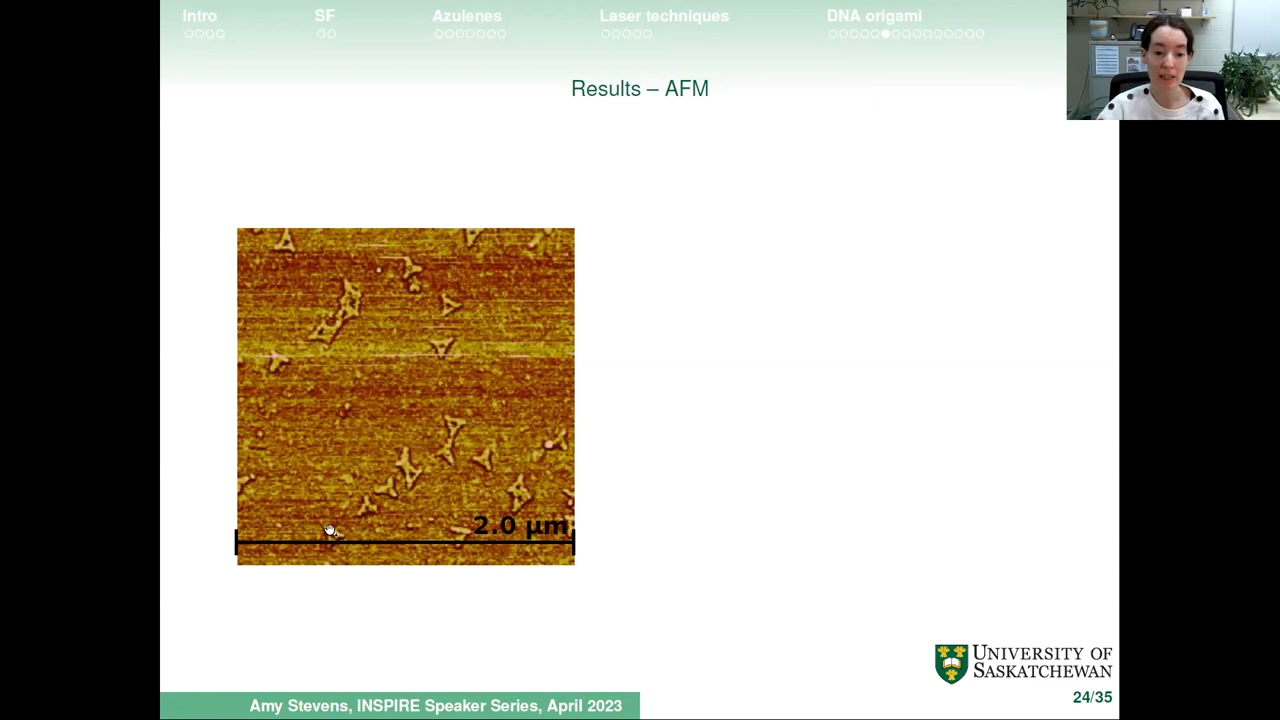 Intro SF Azulenes Laser techniques DNA origami
Results – AFM
2.0 µm
UNIVERSITY OF
SASKATCHEWAN
24/35
Amy Stevens, INSPIRE Speaker Series, April 2023